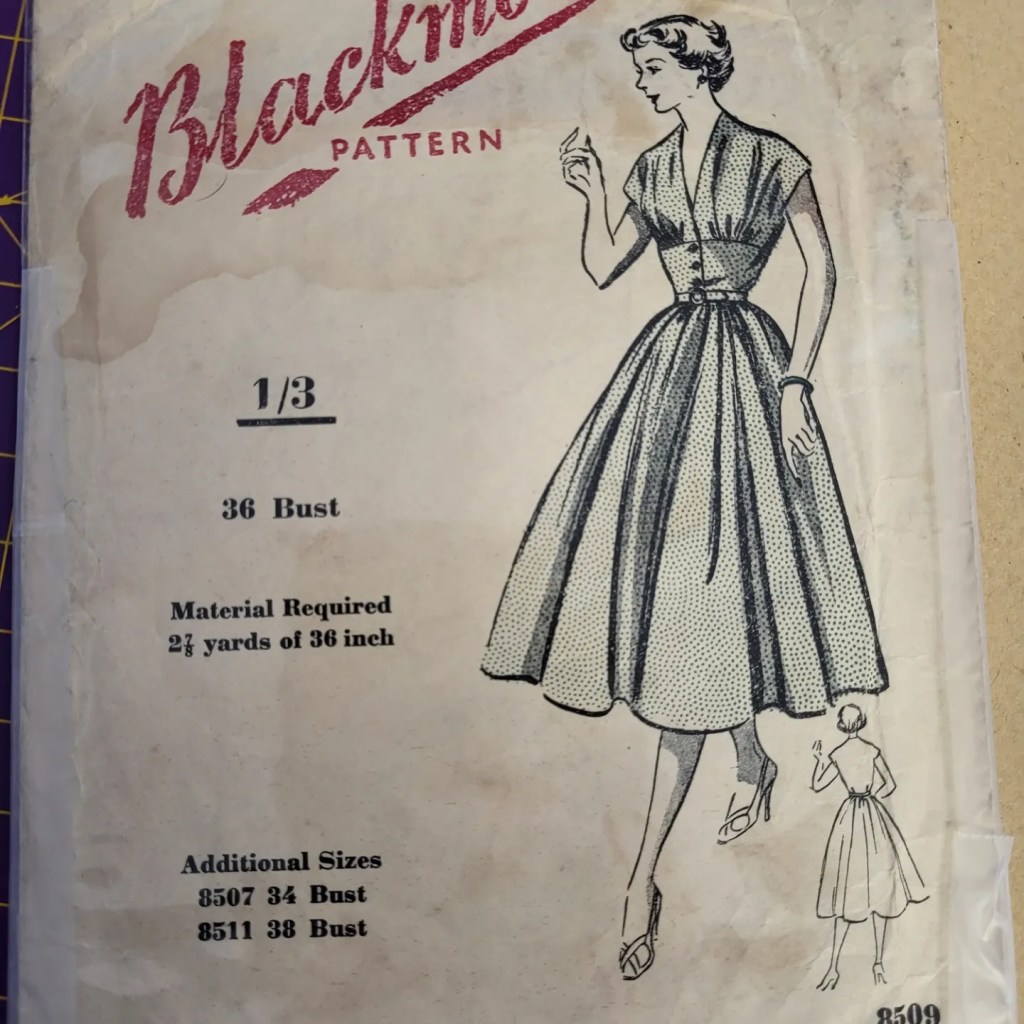 PATTERN
1/3
36 Bust
Material Required
2⅞ yards of 36 inch
Additional Sizes
8507 34 Bust
8511 38 Bust
8509